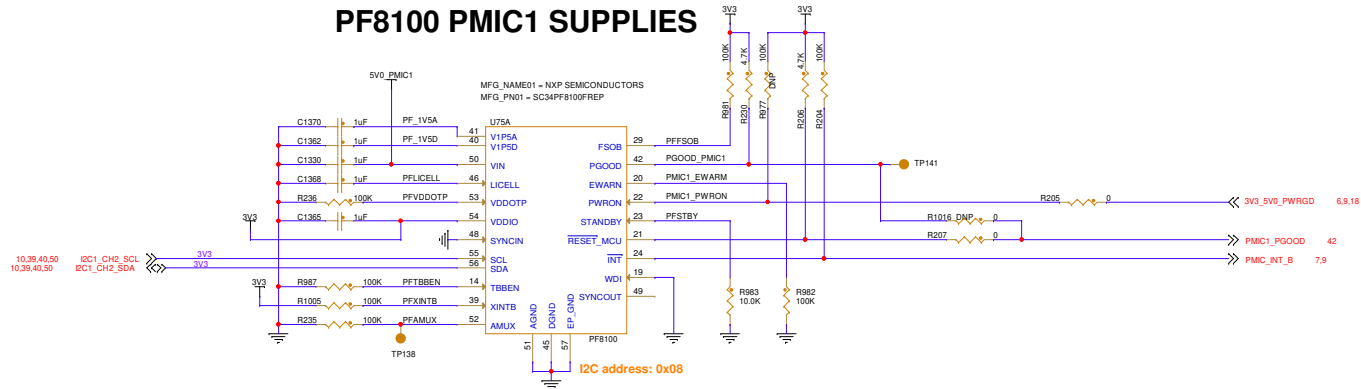 PF8100 PMIC1 SUPPLIES
3V3
3V3
5V0_PMIC1
MFG_NAME01 = NXP SEMICONDUCTORS
MFG_PN01 = SC34PF8100FREP
100K
4.7K
100K
DNP
4.7K
100K
R981
R230
R977
R206
R204
U75A
C1370 1uF PF_1V5A 41 V1P5A
C1362 1uF PF_1V5D 40 V1P5D
C1330 1uF 50 VIN
C1368 1uF PFLICELL 46 LICELL
R236 100K PFVDDOTP 53 VDDOTP
3V3 C1365 1uF 54 VDDIO
48 SYNCIN
10,39,40,50 I2C1_CH2_SCL 3V3 55 SCL
10,39,40,50 I2C1_CH2_SDA 3V3 56 SDA
3V3 R987 100K PFTBBEN 14 TBBEN
R1005 100K PFXINTB 39 XINTB
R235 100K PFAMUX 52 AMUX
TP138
FSOB 29 PFFSOB
PGOOD 42 PGOOD_PMIC1 TP141
EWARN 20 PMIC1_EWARM
PWRON 22 PMIC1_PWRON R205 0 3V3_5V0_PWRGD 6,9,18
STANDBY 23 PFSTBY R1016 DNP 0
RESET_MCU 21 R207 0 PMIC1_PGOOD 42
INT 24 PMIC_INT_B 7,9
WDI 19
SYNCOUT 49
R983
10.0K
R982
100K
AGND
DGND
EP_GND
51
45
57
PF8100
I2C address: 0x08